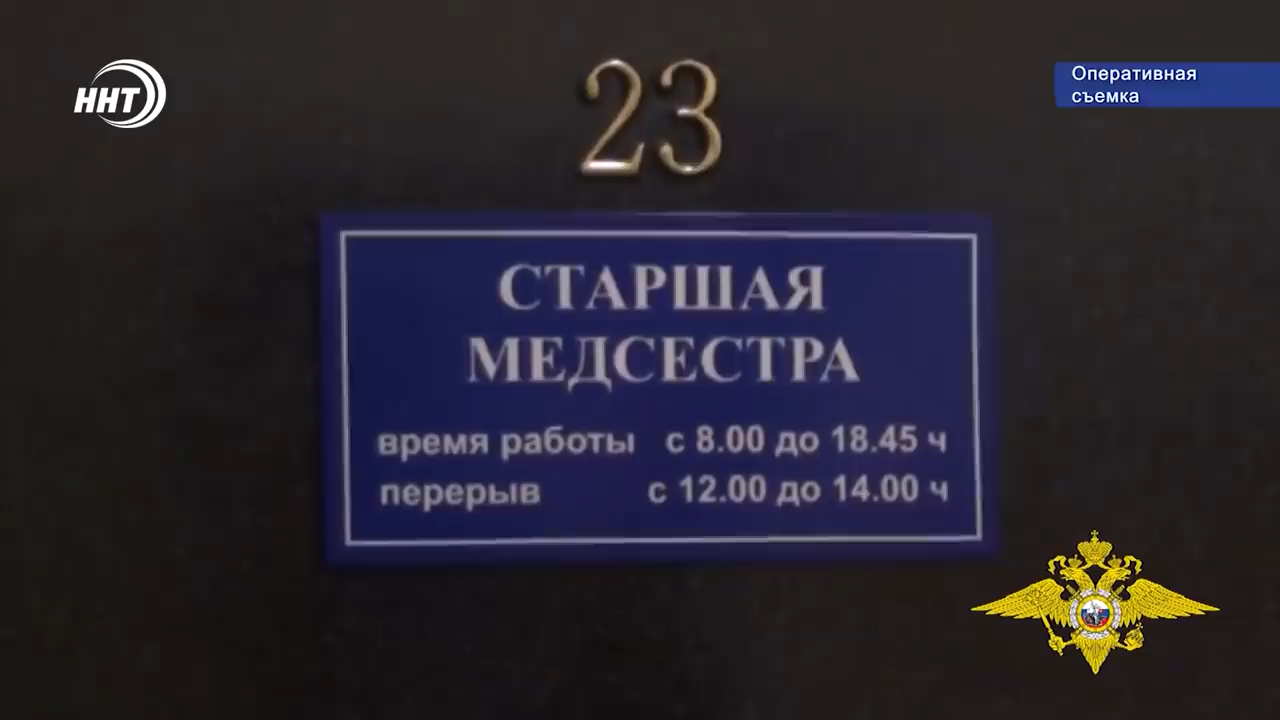 ННТ
Оперативная
съемка
23
СТАРШАЯ
МЕДСЕСТРА
время работы с 8.00 до 18.45 ч
перерыв с 12.00 до 14.00 ч